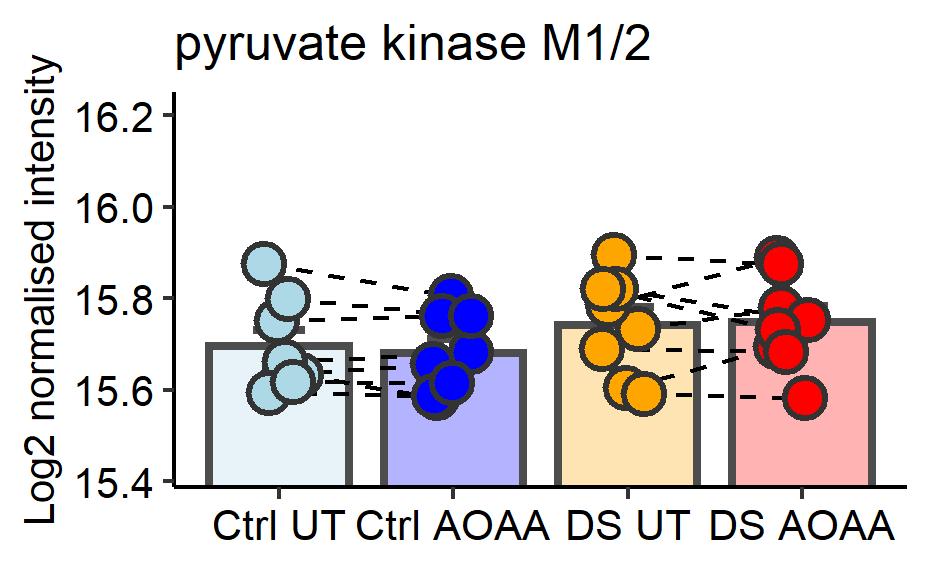 pyruvate kinase M1/2
Log2 normalised intensity
16.2
16.0
15.8
15.6
15.4
Ctrl UT Ctrl AOAA DS UT DS AOAA